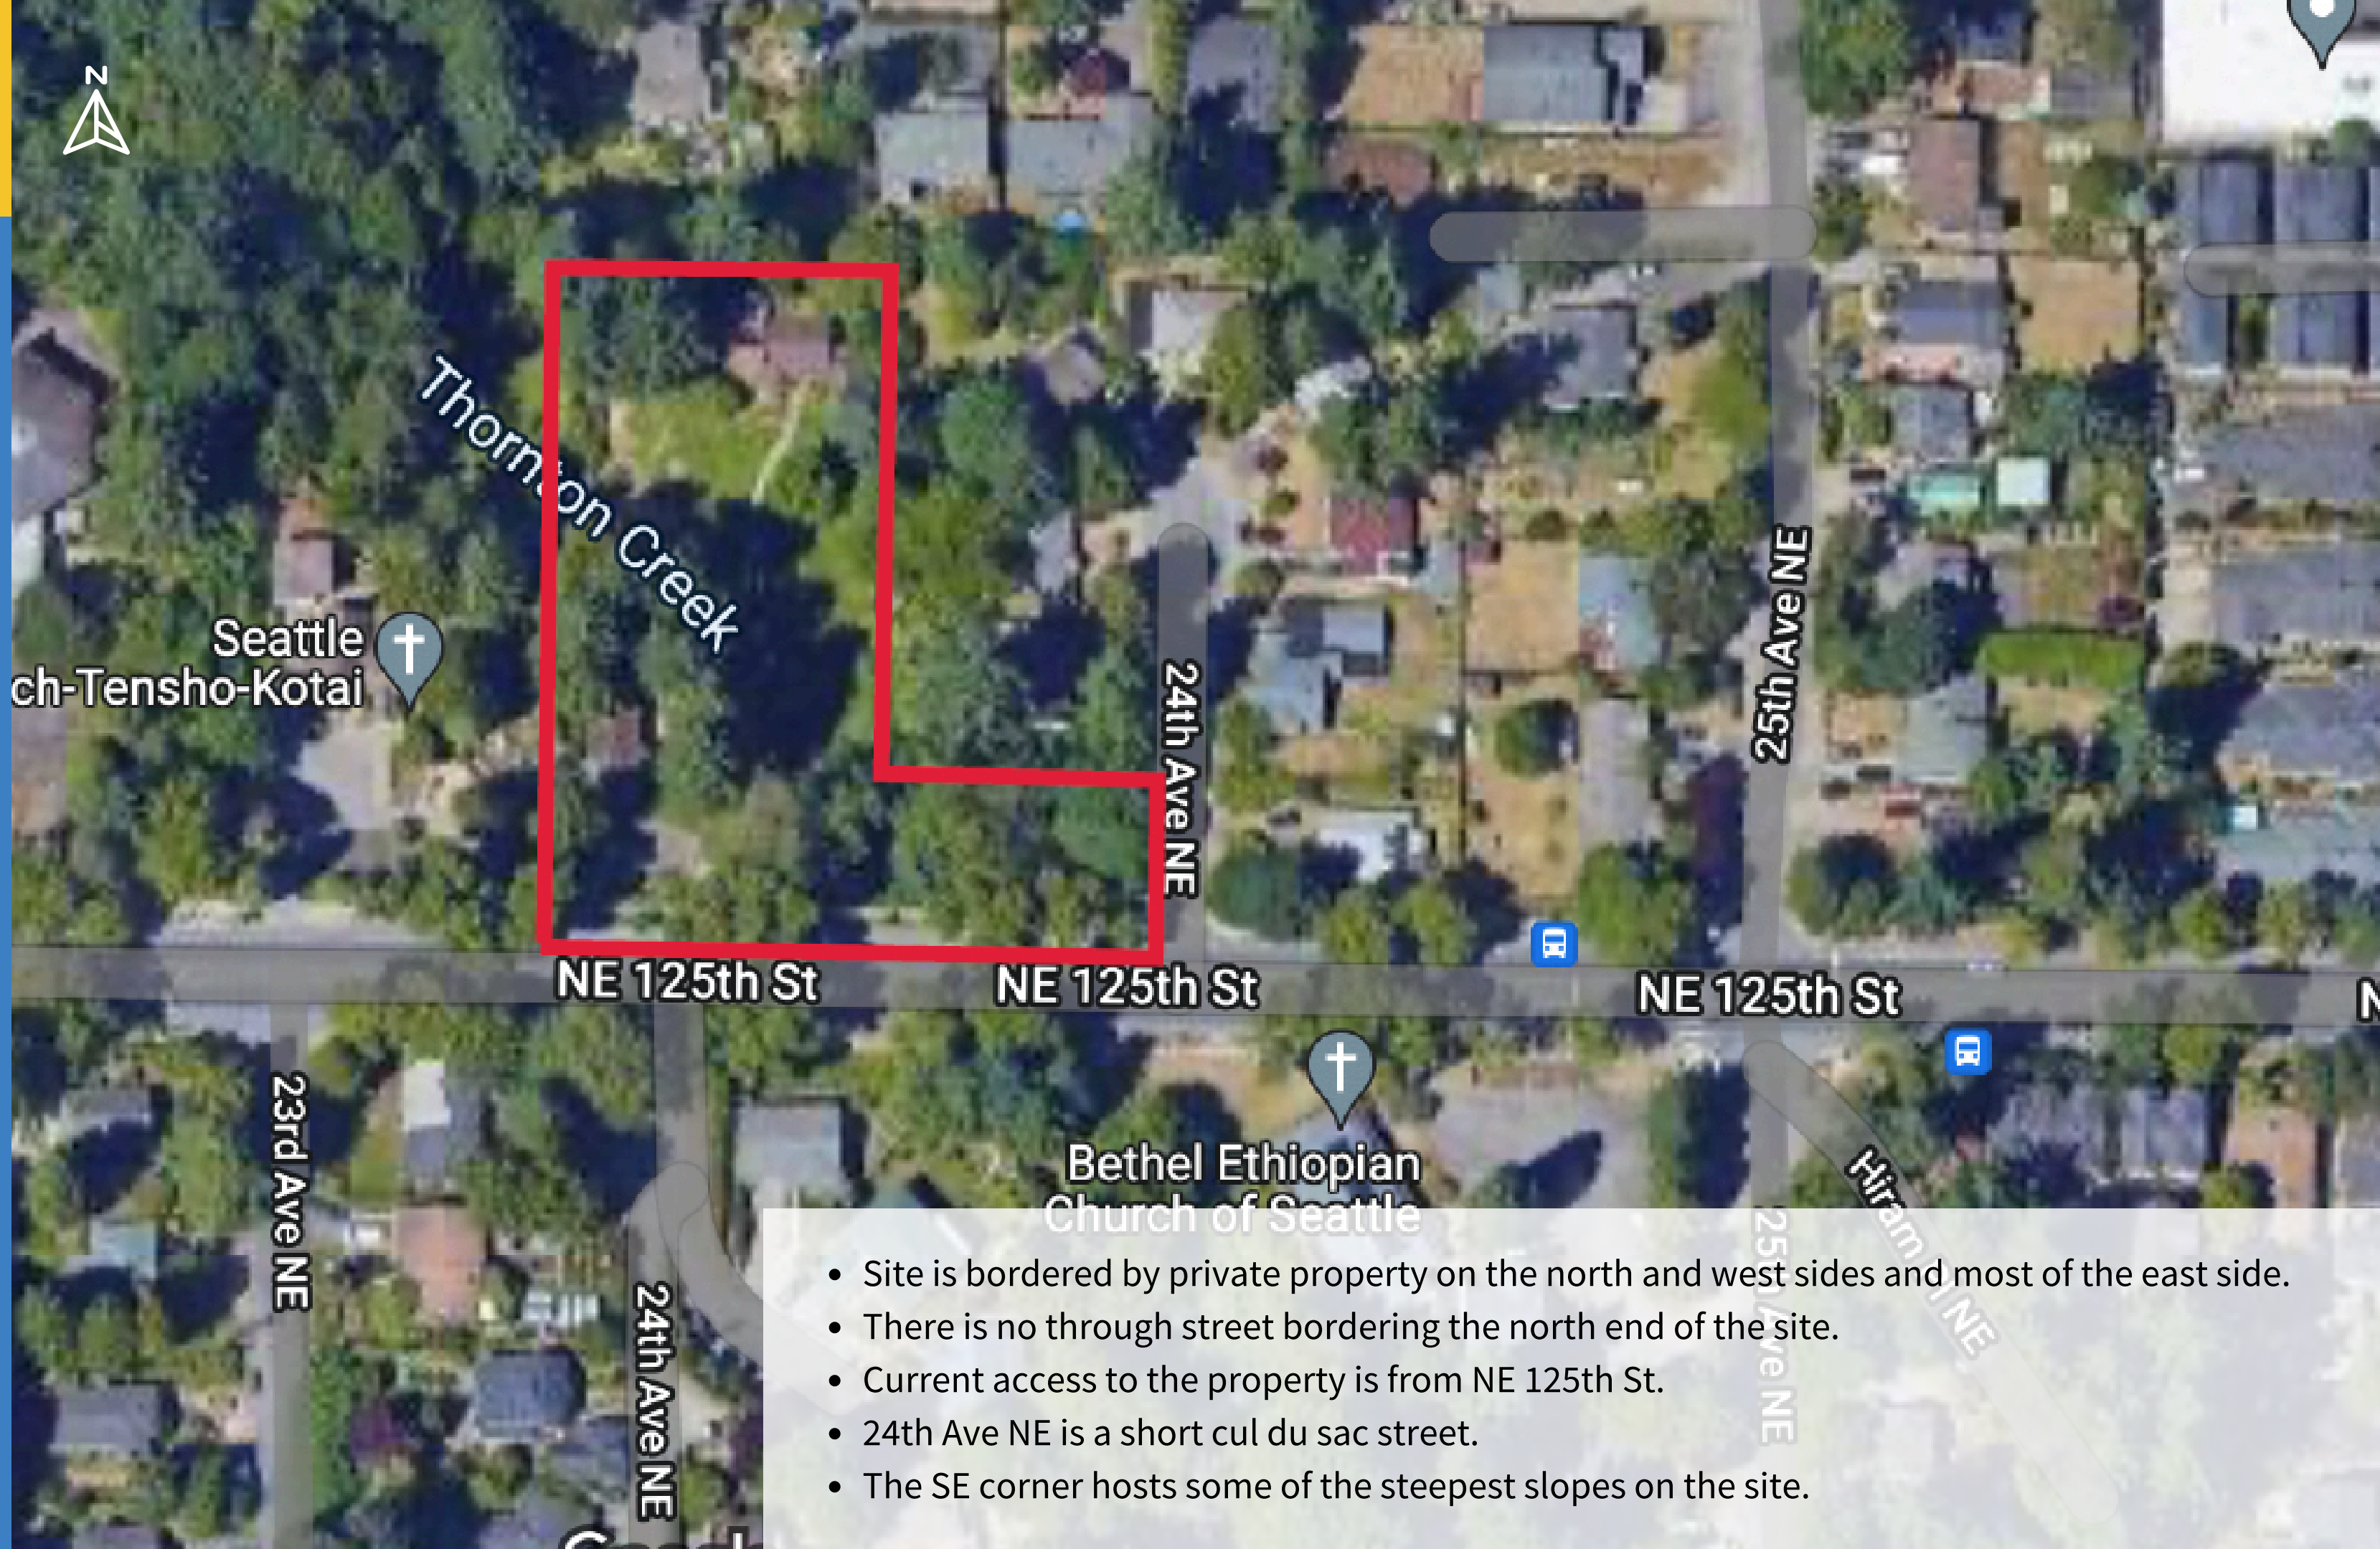 N
Thornton Creek
Seattle
ch-Tensho-Kotai
24th Ave NE
25th Ave NE
NE 125th St
NE 125th St
NE 125th St
N
23rd Ave NE
24th Ave NE
Bethel Ethiopian
Church of Seattle
25th Ave NE
• Site is bordered by private property on the north and west sides and most of the east side.
• There is no through street bordering the north end of the site.
• Current access to the property is from NE 125th St.
• 24th Ave NE is a short cul du sac street.
• The SE corner hosts some of the steepest slopes on the site.